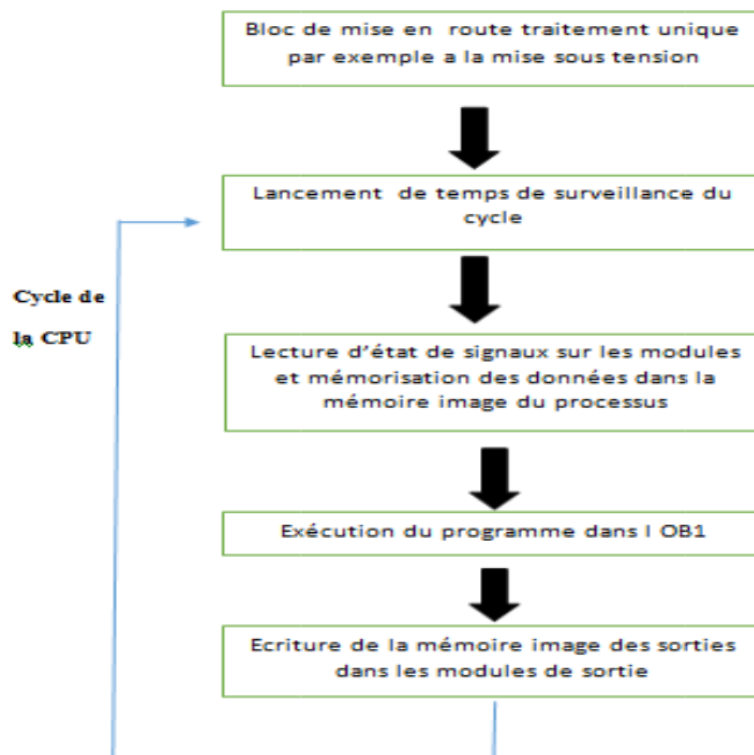 Bloc de mise en route traitement unique
par exemple a la mise sous tension
Lancement de temps de surveillance du
cycle
Cycle de
la CPU
Lecture d'état de signaux sur les modules
et mémorisation des données dans la
mémoire image du processus
Exécution du programme dans l OB1
Ecriture de la mémoire image des sorties
dans les modules de sortie